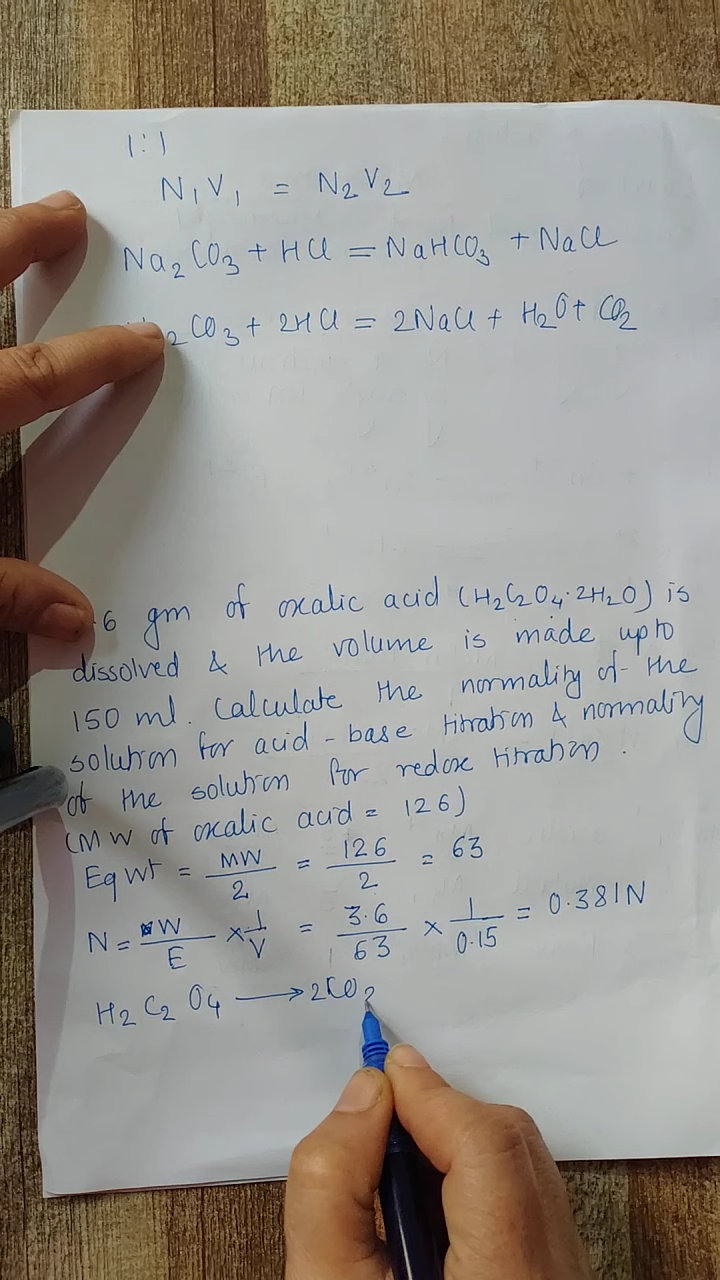 1:1
N₁V₁ = N₂V₂
Na₂CO₃ + HCl = NaHCO₃ + NaCl
₂CO₃ + 2HCl = 2NaCl + H₂O + CO₂
.6 gm of oxalic acid (H₂C₂O₄·2H₂O) is
dissolved & the volume is made upto
150 ml. Calculate the normality of the
solution for acid-base titration & normality
of the solution for redox titration.
(MW of oxalic acid = 126)
Eq Wt = MW/2 = 126/2 = 63
N = W/E × 1/V = 3.6/63 × 1/0.15 = 0.381N
H₂C₂O₄ ⟶ 2CO₂